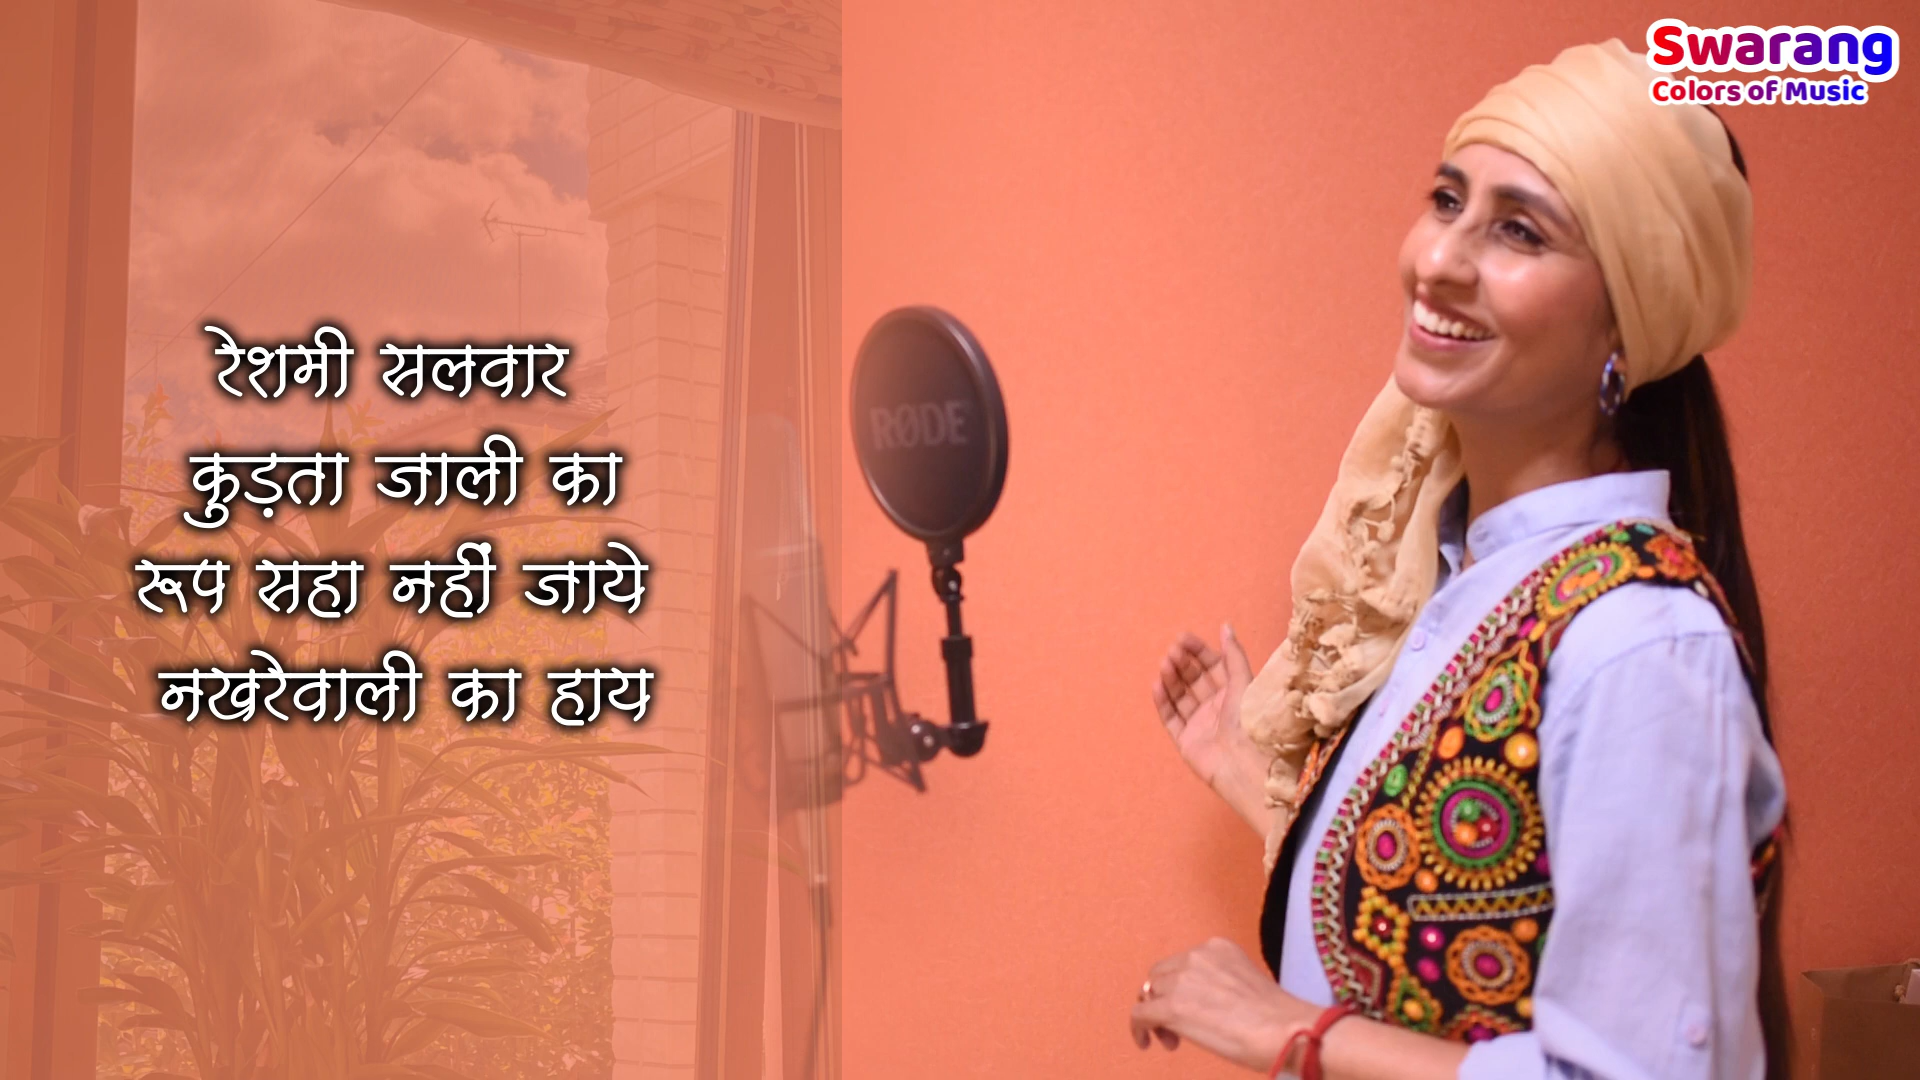 Swarang
Colors of Music
रेशमी सलवार
कुड़ता जाली का
रूप सहा नहीं जाये
नखरेवाली का हाय
RØDE